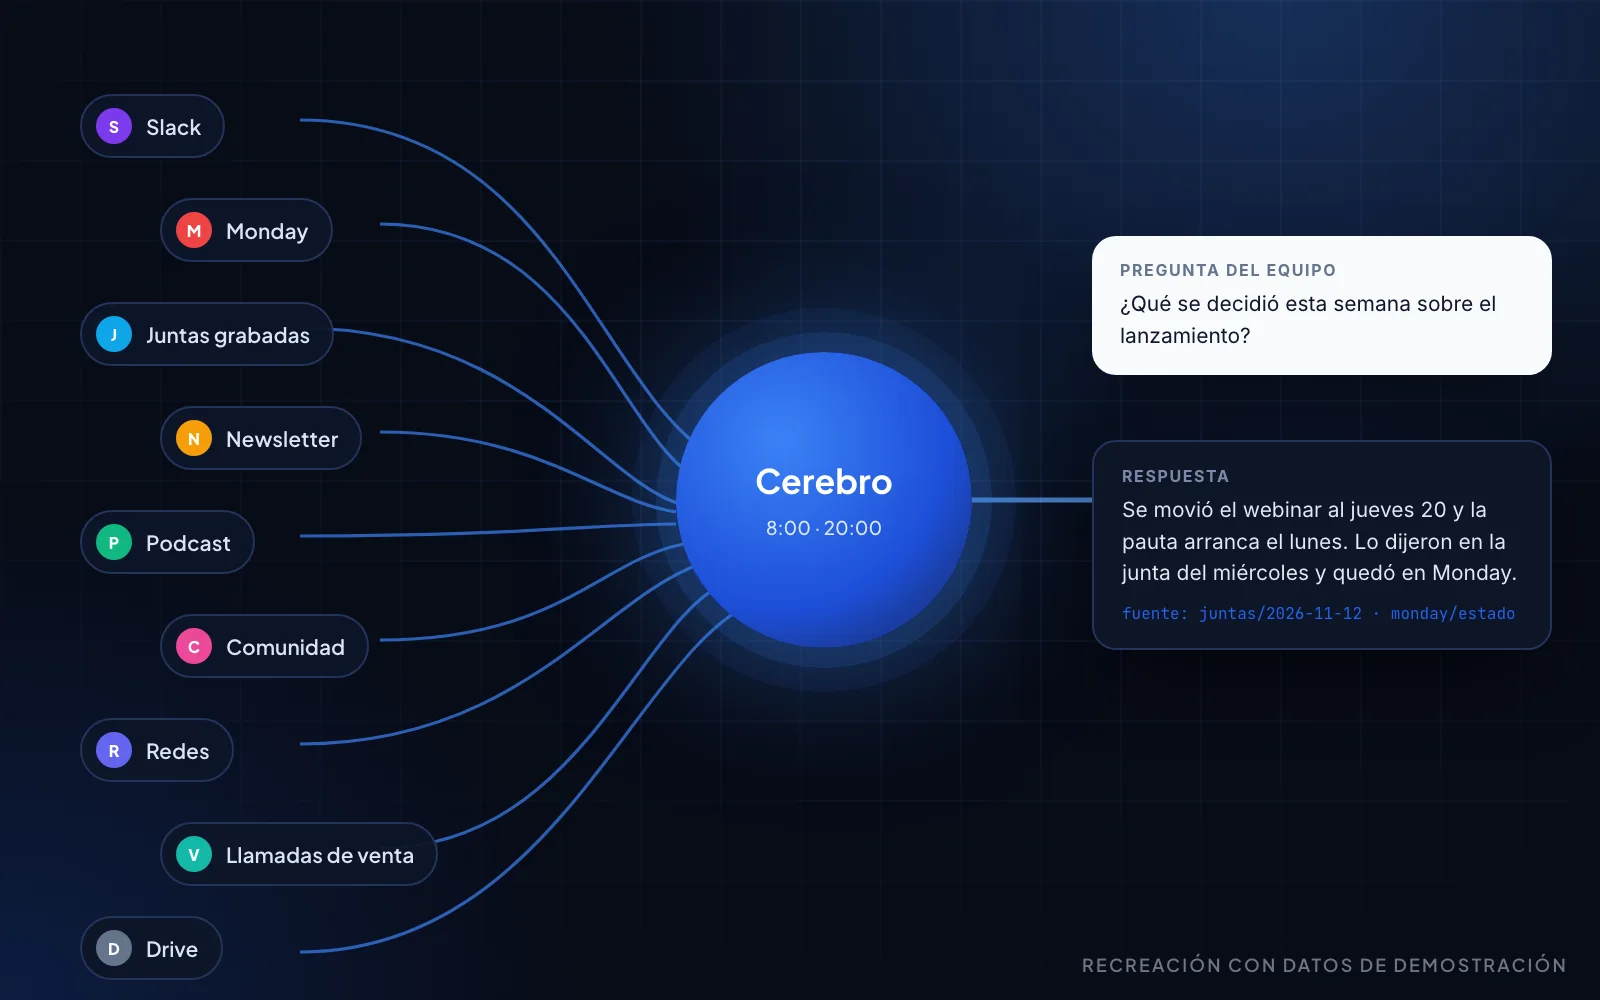 S Slack
M Monday
J Juntas grabadas
N Newsletter
P Podcast
C Comunidad
R Redes
V Llamadas de venta
D Drive
Cerebro
8:00 · 20:00
PREGUNTA DEL EQUIPO
¿Qué se decidió esta semana sobre el
lanzamiento?
RESPUESTA
Se movió el webinar al jueves 20 y la
pauta arranca el lunes. Lo dijeron en la
junta del miércoles y quedó en Monday.
fuente: juntas/2026-11-12 · monday/estado
RECREACIÓN CON DATOS DE DEMOSTRACIÓN